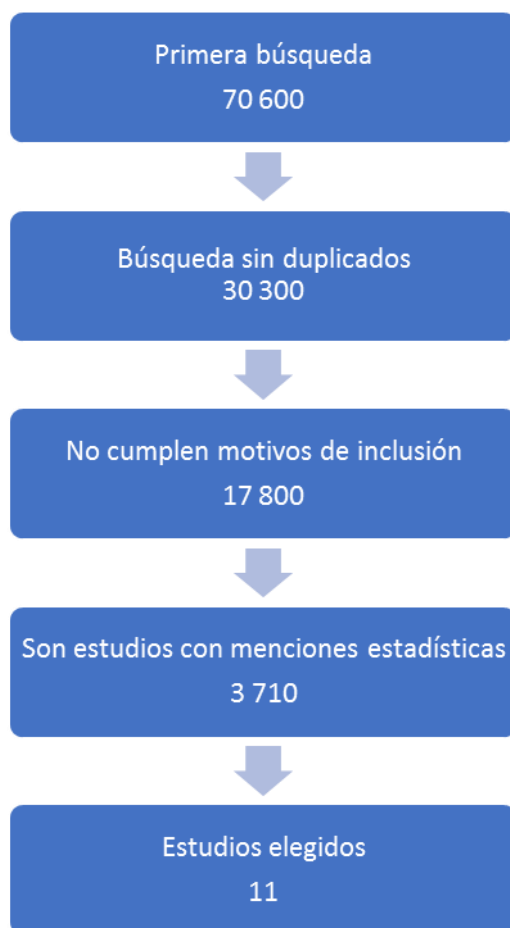 Primera búsqueda
70 600
Búsqueda sin duplicados
30 300
No cumplen motivos de inclusión
17 800
Son estudios con menciones estadísticas
3 710
Estudios elegidos
11